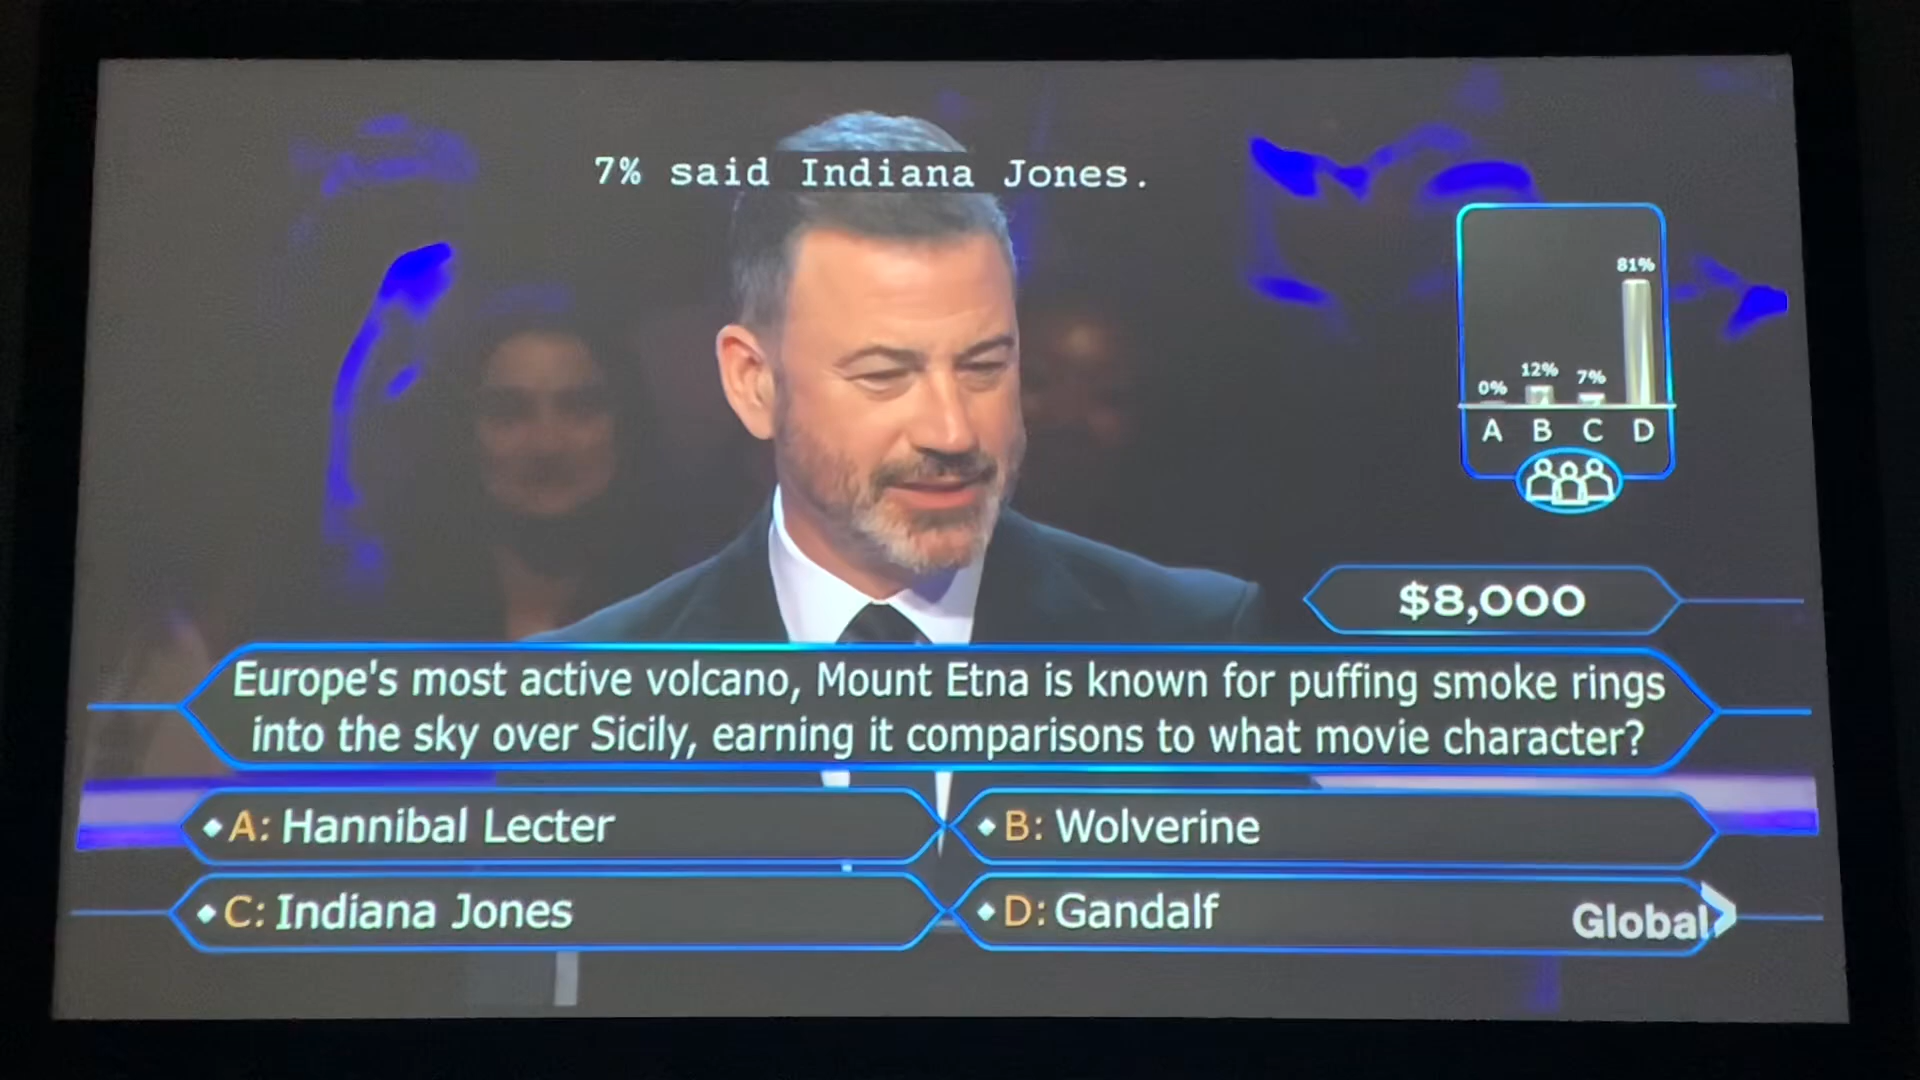 7% said Indiana Jones.
81%
12%
7%
0%
A B C D
$8,000
Europe's most active volcano, Mount Etna is known for puffing smoke rings
into the sky over Sicily, earning it comparisons to what movie character?
A: Hannibal Lecter
B: Wolverine
C: Indiana Jones
D: Gandalf
Global